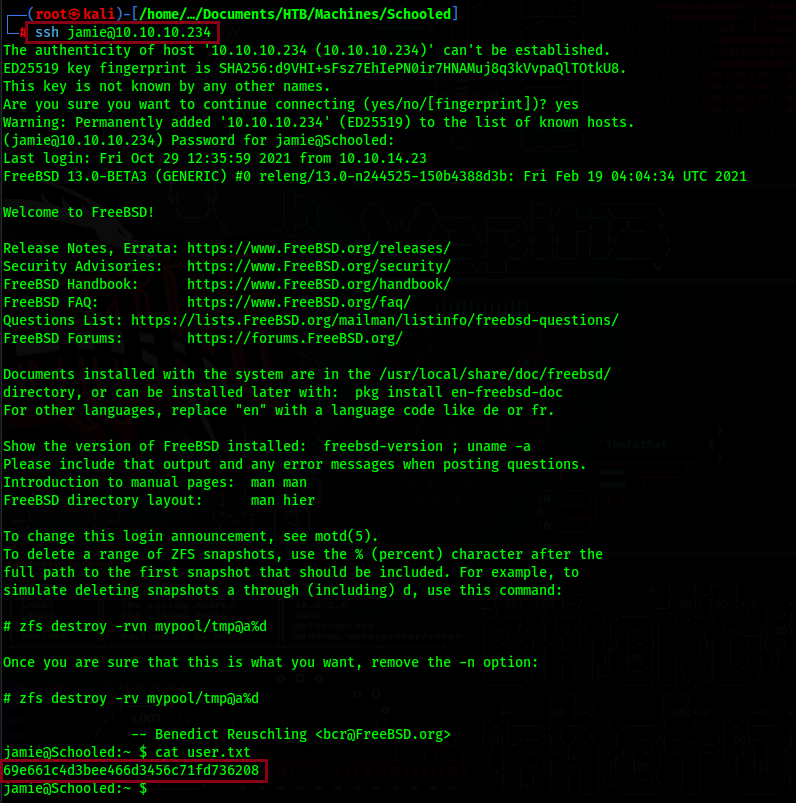 ┌──(root㉿kali)-[/home/…/Documents/HTB/Machines/Schooled]
└─# ssh jamie@10.10.10.234
The authenticity of host '10.10.10.234 (10.10.10.234)' can't be established.
ED25519 key fingerprint is SHA256:d9VHI+sFsz7EhIePN0ir7HNAMuj8q3kVvpaQlTOtkU8.
This key is not known by any other names.
Are you sure you want to continue connecting (yes/no/[fingerprint])? yes
Warning: Permanently added '10.10.10.234' (ED25519) to the list of known hosts.
(jamie@10.10.10.234) Password for jamie@Schooled:
Last login: Fri Oct 29 12:35:59 2021 from 10.10.14.23
FreeBSD 13.0-BETA3 (GENERIC) #0 releng/13.0-n244525-150b4388d3b: Fri Feb 19 04:04:34 UTC 2021
Welcome to FreeBSD!
Release Notes, Errata: https://www.FreeBSD.org/releases/
Security Advisories:   https://www.FreeBSD.org/security/
FreeBSD Handbook:      https://www.FreeBSD.org/handbook/
FreeBSD FAQ:           https://www.FreeBSD.org/faq/
Questions List: https://lists.FreeBSD.org/mailman/listinfo/freebsd-questions/
FreeBSD Forums:        https://forums.FreeBSD.org/
Documents installed with the system are in the /usr/local/share/doc/freebsd/
directory, or can be installed later with:  pkg install en-freebsd-doc
For other languages, replace "en" with a language code like de or fr.
Show the version of FreeBSD installed:  freebsd-version ; uname -a
Please include that output and any error messages when posting questions.
Introduction to manual pages:  man man
FreeBSD directory layout:      man hier
To change this login announcement, see motd(5).
To delete a range of ZFS snapshots, use the % (percent) character after the
full path to the first snapshot that should be included. For example, to
simulate deleting snapshots a through (including) d, use this command:
# zfs destroy -rvn mypool/tmp@a%d
Once you are sure that this is what you want, remove the -n option:
# zfs destroy -rv mypool/tmp@a%d
-- Benedict Reuschling <bcr@FreeBSD.org>
jamie@Schooled:~ $ cat user.txt
69e661c4d3bee466d3456c71fd736208
jamie@Schooled:~ $